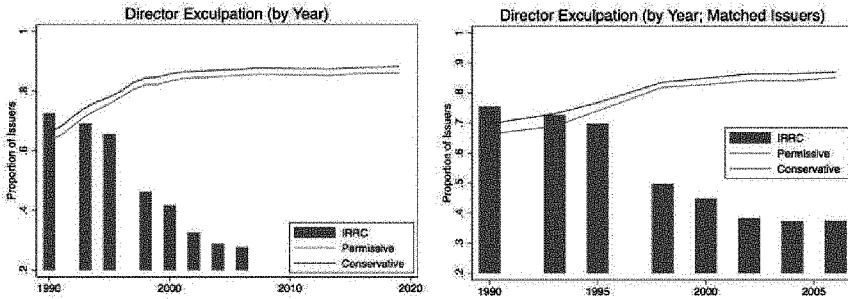 Director Exculpation (by Year)
Proportion of Issuers
1
.8
.6
.4
.2
IRRC
Permissive
Conservative
1990
2000
2010
2020
Director Exculpation (by Year; Matched Issuers)
Proportion of Issuers
1
.9
.8
.7
.6
.5
.4
.3
.2
IRRC
Permissive
Conservative
1990
1995
2000
2005